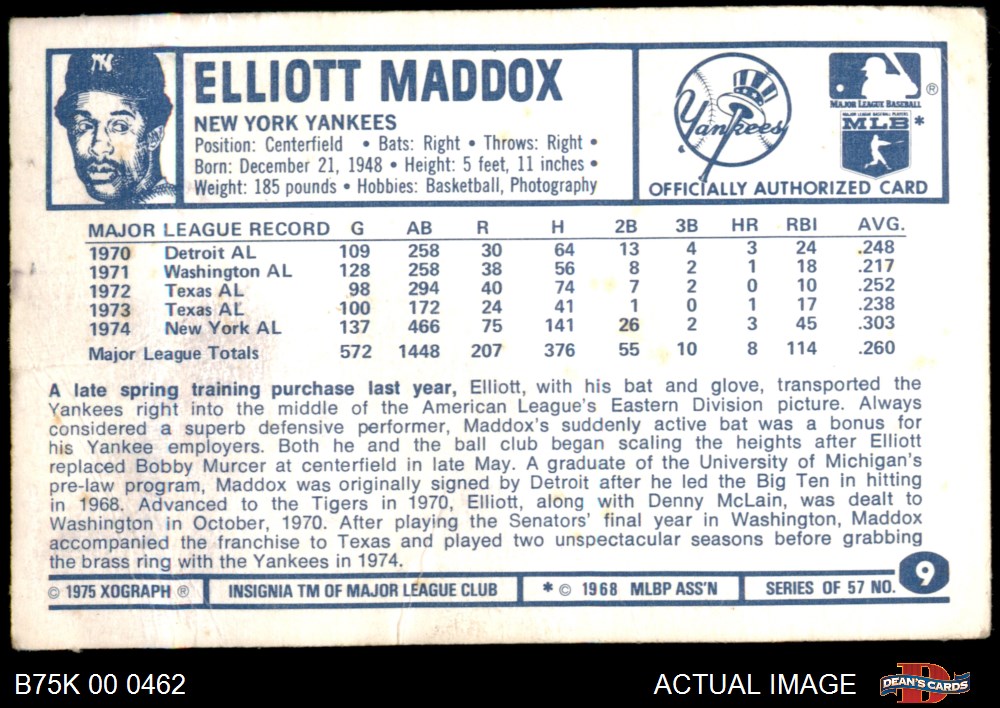 ELLIOTT MADDOX
NEW YORK YANKEES
Position: Centerfield • Bats: Right • Throws: Right •
Born: December 21, 1948 • Height: 5 feet, 11 inches •
Weight: 185 pounds • Hobbies: Basketball, Photography
NY
Yankees
MAJOR LEAGUE BASEBALL ®
MAJOR LEAGUE BASEBALL PLAYERS
MLB *
OFFICIALLY AUTHORIZED CARD
MAJOR LEAGUE RECORD G AB R H 2B 3B HR RBI AVG.
1970 Detroit AL 109 258 30 64 13 4 3 24 .248
1971 Washington AL 128 258 38 56 8 2 1 18 .217
1972 Texas AL 98 294 40 74 7 2 0 10 .252
1973 Texas AL 100 172 24 41 1 0 1 17 .238
1974 New York AL 137 466 75 141 26 2 3 45 .303
Major League Totals 572 1448 207 376 55 10 8 114 .260
A late spring training purchase last year, Elliott, with his bat and glove, transported the
Yankees right into the middle of the American League's Eastern Division picture. Always
considered a superb defensive performer, Maddox's suddenly active bat was a bonus for
his Yankee employers. Both he and the ball club began scaling the heights after Elliott
replaced Bobby Murcer at centerfield in late May. A graduate of the University of Michigan's
pre-law program, Maddox was originally signed by Detroit after he led the Big Ten in hitting
in 1968. Advanced to the Tigers in 1970, Elliott, along with Denny McLain, was dealt to
Washington in October, 1970. After playing the Senators' final year in Washington, Maddox
accompanied the franchise to Texas and played two unspectacular seasons before grabbing
the brass ring with the Yankees in 1974.
© 1975 XOGRAPH ® INSIGNIA TM OF MAJOR LEAGUE CLUB * © 1968 MLBP ASS'N SERIES OF 57 NO. 9
B75K 00 0462 ACTUAL IMAGE D DEAN'S CARDS